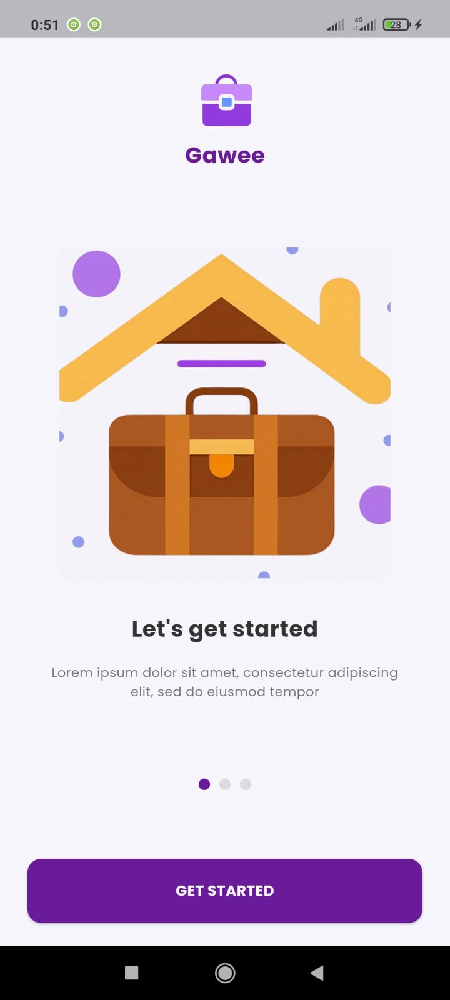 0:51
4G
28
Gawee
Let's get started
Lorem ipsum dolor sit amet, consectetur adipiscing
elit, sed do eiusmod tempor
GET STARTED